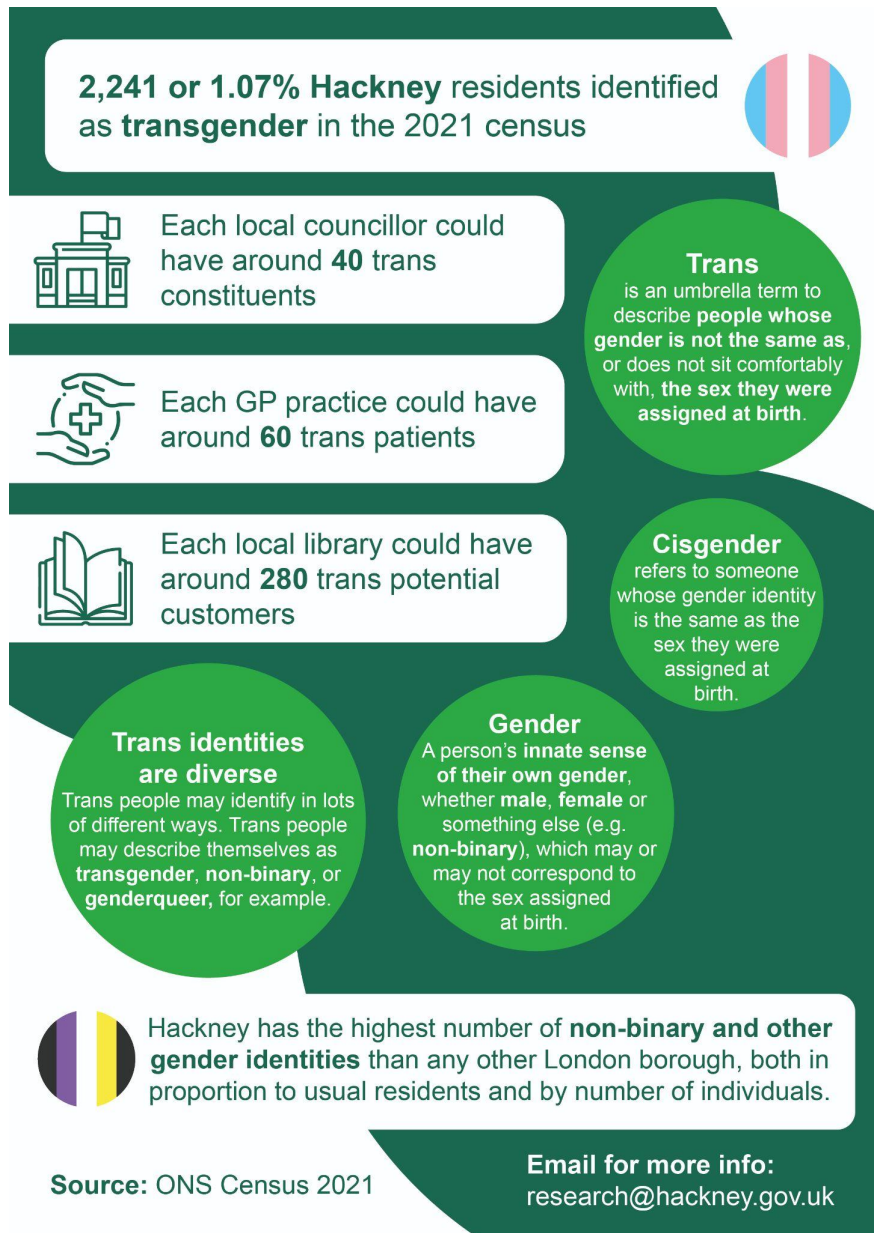 2,241 or 1.07% Hackney residents identified
as transgender in the 2021 census
Each local councillor could
have around 40 trans
constituents
Each GP practice could have
around 60 trans patients
Each local library could have
around 280 trans potential
customers
Trans
is an umbrella term to
describe people whose
gender is not the same as,
or does not sit comfortably
with, the sex they were
assigned at birth.
Cisgender
refers to someone
whose gender identity
is the same as the
sex they were
assigned at
birth.
Trans identities
are diverse
Trans people may identify in lots
of different ways. Trans people
may describe themselves as
transgender, non-binary, or
genderqueer, for example.
Gender
A person's innate sense
of their own gender,
whether male, female or
something else (e.g.
non-binary), which may or
may not correspond to
the sex assigned
at birth.
Hackney has the highest number of non-binary and other
gender identities than any other London borough, both in
proportion to usual residents and by number of individuals.
Source: ONS Census 2021
Email for more info:
research@hackney.gov.uk